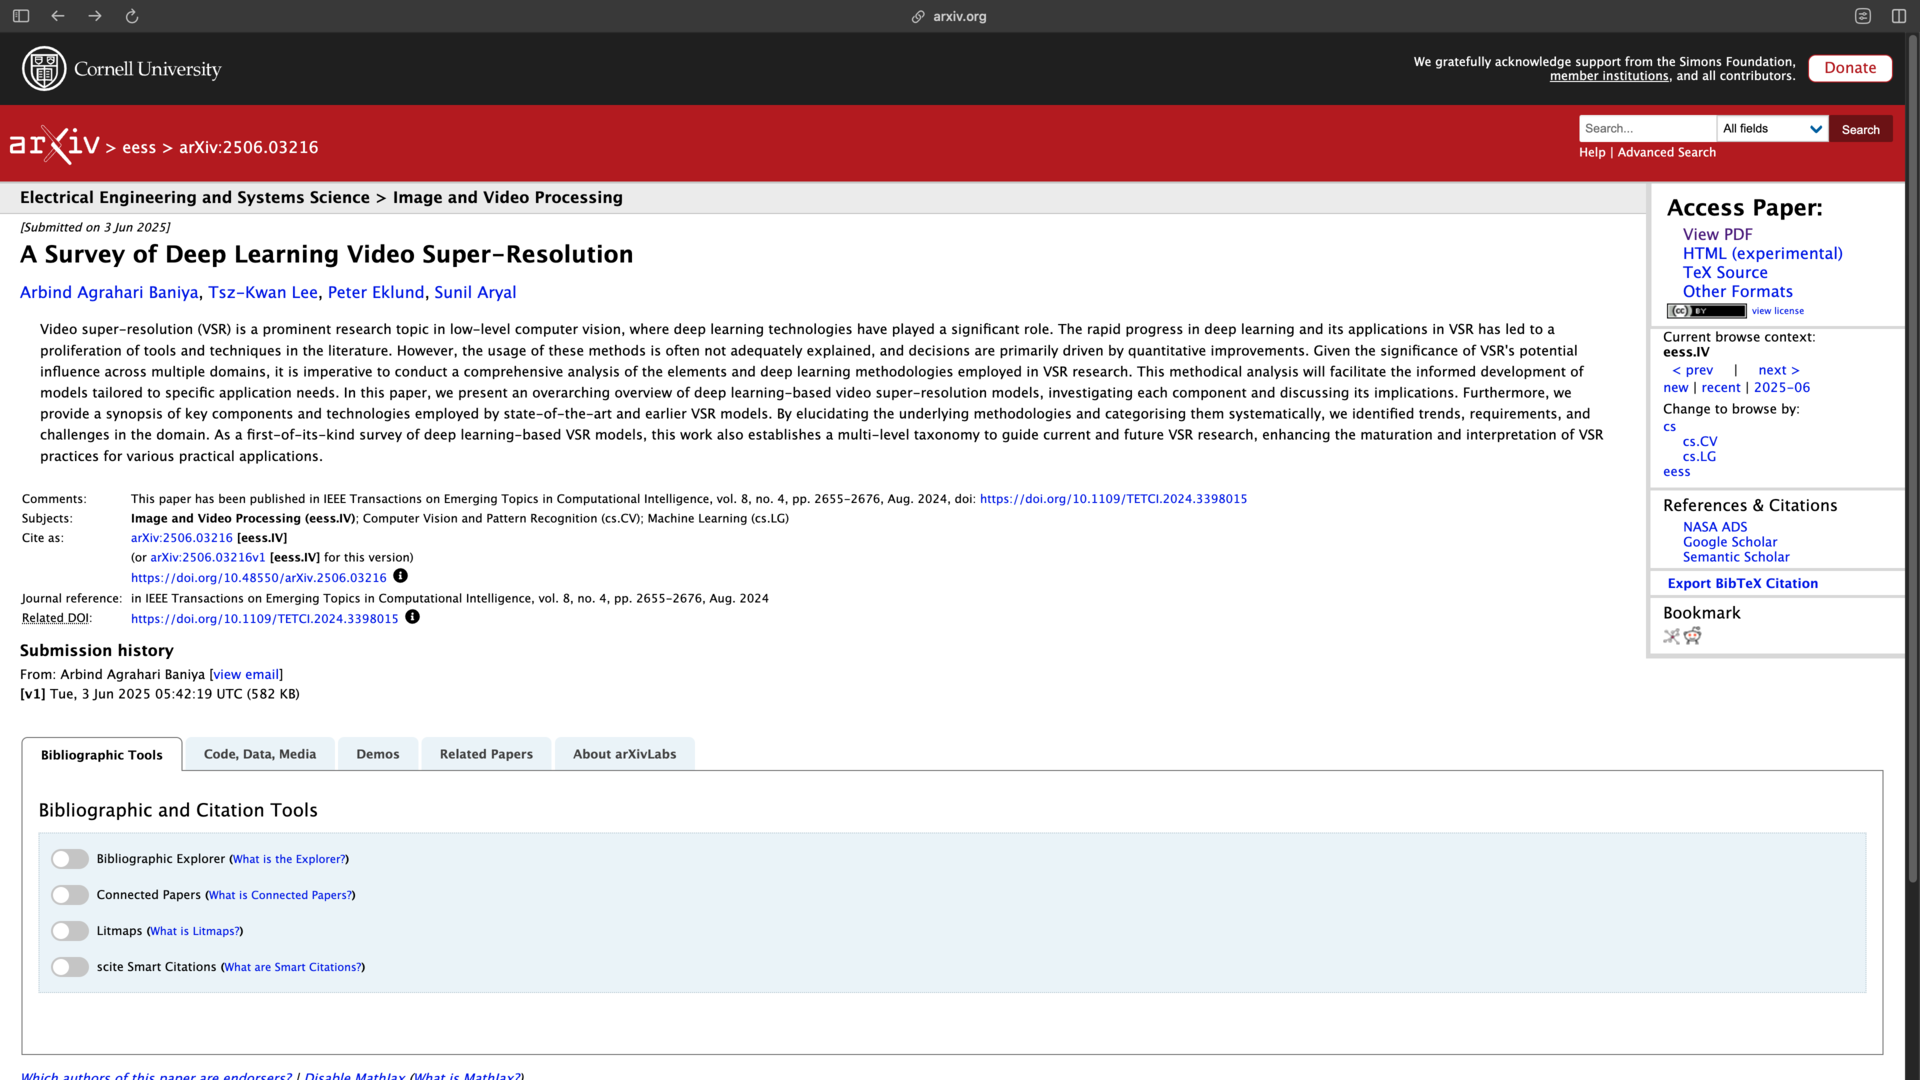 arxiv.org
Cornell University
We gratefully acknowledge support from the Simons Foundation,
member institutions, and all contributors.
Donate
arXiv > eess > arXiv:2506.03216
Search...
All fields
Search
Help | Advanced Search
Electrical Engineering and Systems Science > Image and Video Processing
[Submitted on 3 Jun 2025]
A Survey of Deep Learning Video Super-Resolution
Arbind Agrahari Baniya, Tsz-Kwan Lee, Peter Eklund, Sunil Aryal
Video super-resolution (VSR) is a prominent research topic in low-level computer vision, where deep learning technologies have played a significant role. The rapid progress in deep learning and its applications in VSR has led to a
proliferation of tools and techniques in the literature. However, the usage of these methods is often not adequately explained, and decisions are primarily driven by quantitative improvements. Given the significance of VSR's potential
influence across multiple domains, it is imperative to conduct a comprehensive analysis of the elements and deep learning methodologies employed in VSR research. This methodical analysis will facilitate the informed development of
models tailored to specific application needs. In this paper, we present an overarching overview of deep learning-based video super-resolution models, investigating each component and discussing its implications. Furthermore, we
provide a synopsis of key components and technologies employed by state-of-the-art and earlier VSR models. By elucidating the underlying methodologies and categorising them systematically, we identified trends, requirements, and
challenges in the domain. As a first-of-its-kind survey of deep learning-based VSR models, this work also establishes a multi-level taxonomy to guide current and future VSR research, enhancing the maturation and interpretation of VSR
practices for various practical applications.
Comments: This paper has been published in IEEE Transactions on Emerging Topics in Computational Intelligence, vol. 8, no. 4, pp. 2655-2676, Aug. 2024, doi: https://doi.org/10.1109/TETCI.2024.3398015
Subjects: Image and Video Processing (eess.IV); Computer Vision and Pattern Recognition (cs.CV); Machine Learning (cs.LG)
Cite as: arXiv:2506.03216 [eess.IV]
(or arXiv:2506.03216v1 [eess.IV] for this version)
https://doi.org/10.48550/arXiv.2506.03216
Journal reference: in IEEE Transactions on Emerging Topics in Computational Intelligence, vol. 8, no. 4, pp. 2655-2676, Aug. 2024
Related DOI: https://doi.org/10.1109/TETCI.2024.3398015
Submission history
From: Arbind Agrahari Baniya [view email]
[v1] Tue, 3 Jun 2025 05:42:19 UTC (582 KB)
Access Paper:
View PDF
HTML (experimental)
TeX Source
Other Formats
(cc) BY view license
Current browse context:
eess.IV
< prev | next >
new | recent | 2025-06
Change to browse by:
cs
cs.CV
cs.LG
eess
References & Citations
NASA ADS
Google Scholar
Semantic Scholar
Export BibTeX Citation
Bookmark
Bibliographic Tools
Code, Data, Media
Demos
Related Papers
About arXivLabs
Bibliographic and Citation Tools
Bibliographic Explorer (What is the Explorer?)
Connected Papers (What is Connected Papers?)
Litmaps (What is Litmaps?)
scite Smart Citations (What are Smart Citations?)
Which authors of this paper are endorsers? | Disable MathJax (What is MathJax?)